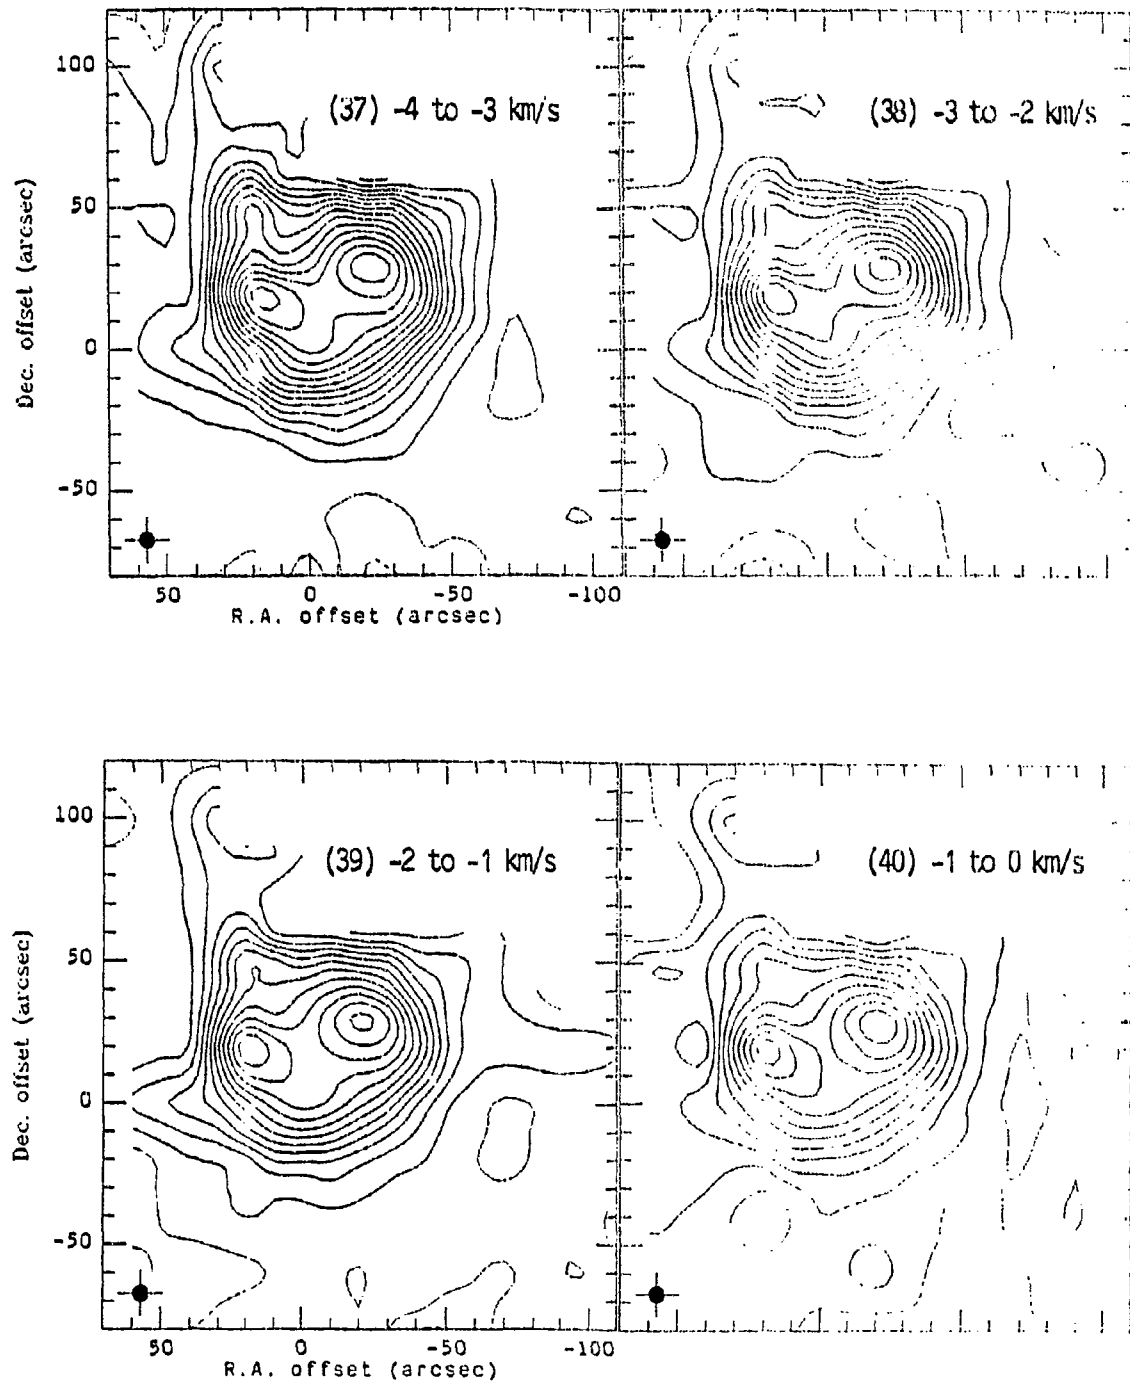 100
50
0
-50
Dec. offset (arcsec)
(37) -4 to -3 km/s
(38) -3 to -2 km/s
50 0 -50 -100
R.A. offset (arcsec)
100
50
0
-50
Dec. offset (arcsec)
(39) -2 to -1 km/s
(40) -1 to 0 km/s
50 0 -50 -100
R.A. offset (arcsec)